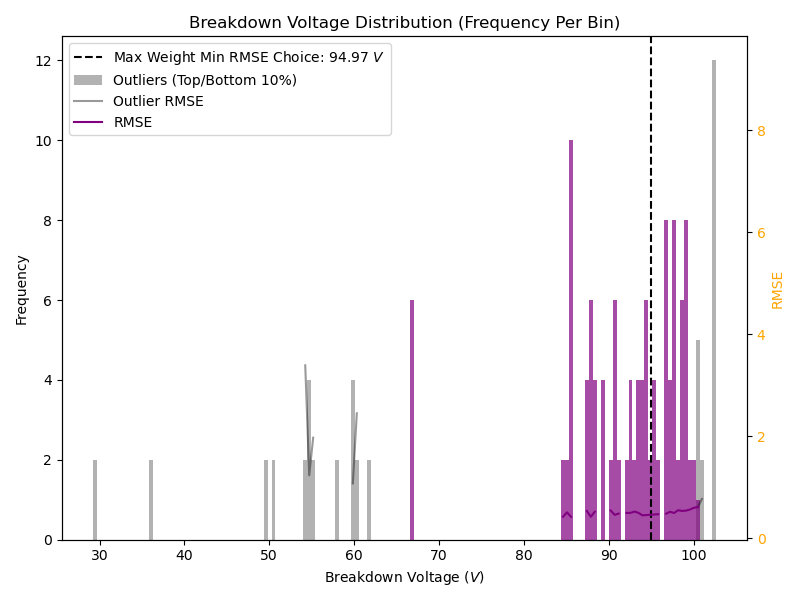 Breakdown Voltage Distribution (Frequency Per Bin)
Max Weight Min RMSE Choice: 94.97 V
Outliers (Top/Bottom 10%)
Outlier RMSE
RMSE
12
10
8
6
4
2
0
Frequency
8
6
4
2
0
RMSE
30 40 50 60 70 80 90 100
Breakdown Voltage (V)